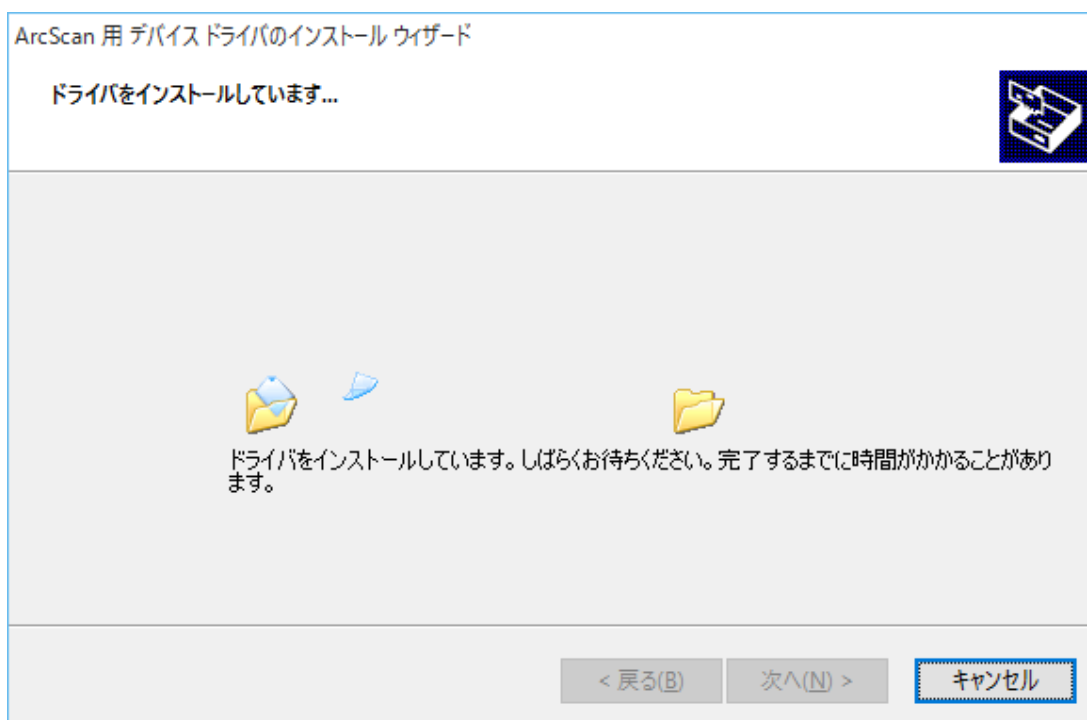 ArcScan 用 デバイス ドライバのインストール ウィザード
ドライバをインストールしています...
ドライバをインストールしています。しばらくお待ちください。完了するまでに時間がかかることがあり
ます。
< 戻る(B)
次へ(N) >
キャンセル